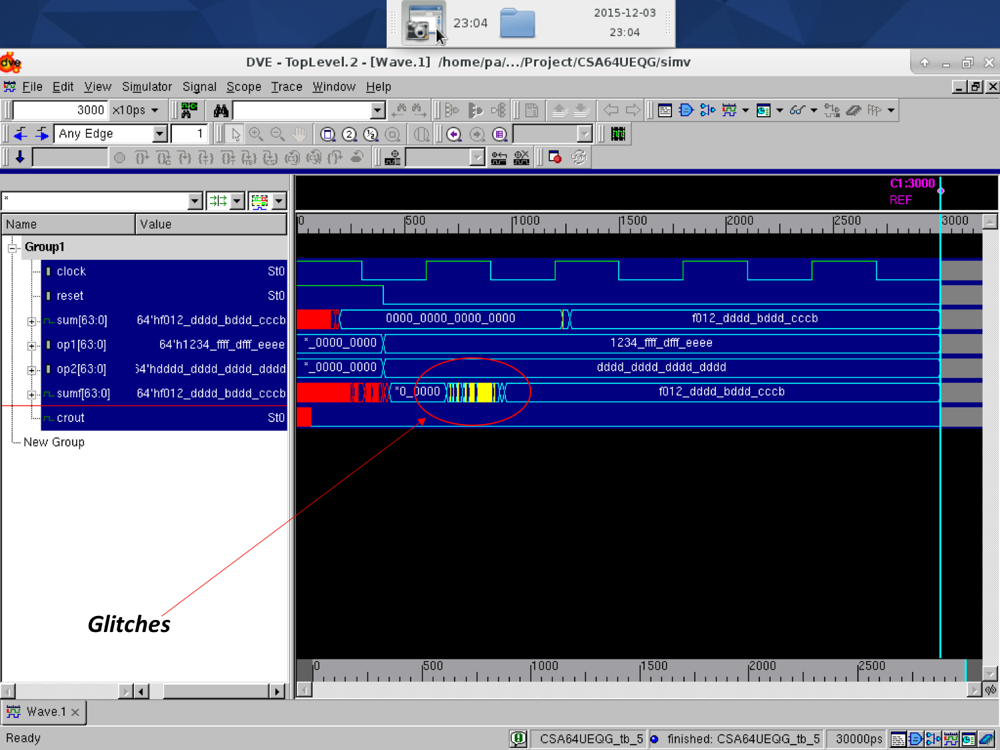 2015-12-03
23:04
23:04
dve
DVE - TopLevel.2 - [Wave.1] /home/pa/.../Project/CSA64UEQG/simv
File Edit View Simulator Signal Scope Trace Window Help
3000 x10ps
Any Edge 1
C1:3000
REF
*
Name Value
0 500 1000 1500 2000 2500 3000
Group1
clock St0
reset St0
sum[63:0] 64'hf012_dddd_bddd_cccb 0000_0000_0000_0000 f012_dddd_bddd_cccb
op1[63:0] 64'h1234_ffff_dfff_eeee *_0000_0000 1234_ffff_dfff_eeee
op2[63:0] 64'hdddd_dddd_dddd_dddd *_0000_0000 dddd_dddd_dddd_dddd
sumf[63:0] 64'hf012_dddd_bddd_cccb *0_0000 f012_dddd_bddd_cccb
crout St0
New Group
Glitches
0 500 1000 1500 2000 2500
Wave.1
Ready CSA64UEQG_tb_5 finished: CSA64UEQG_tb_5 30000ps